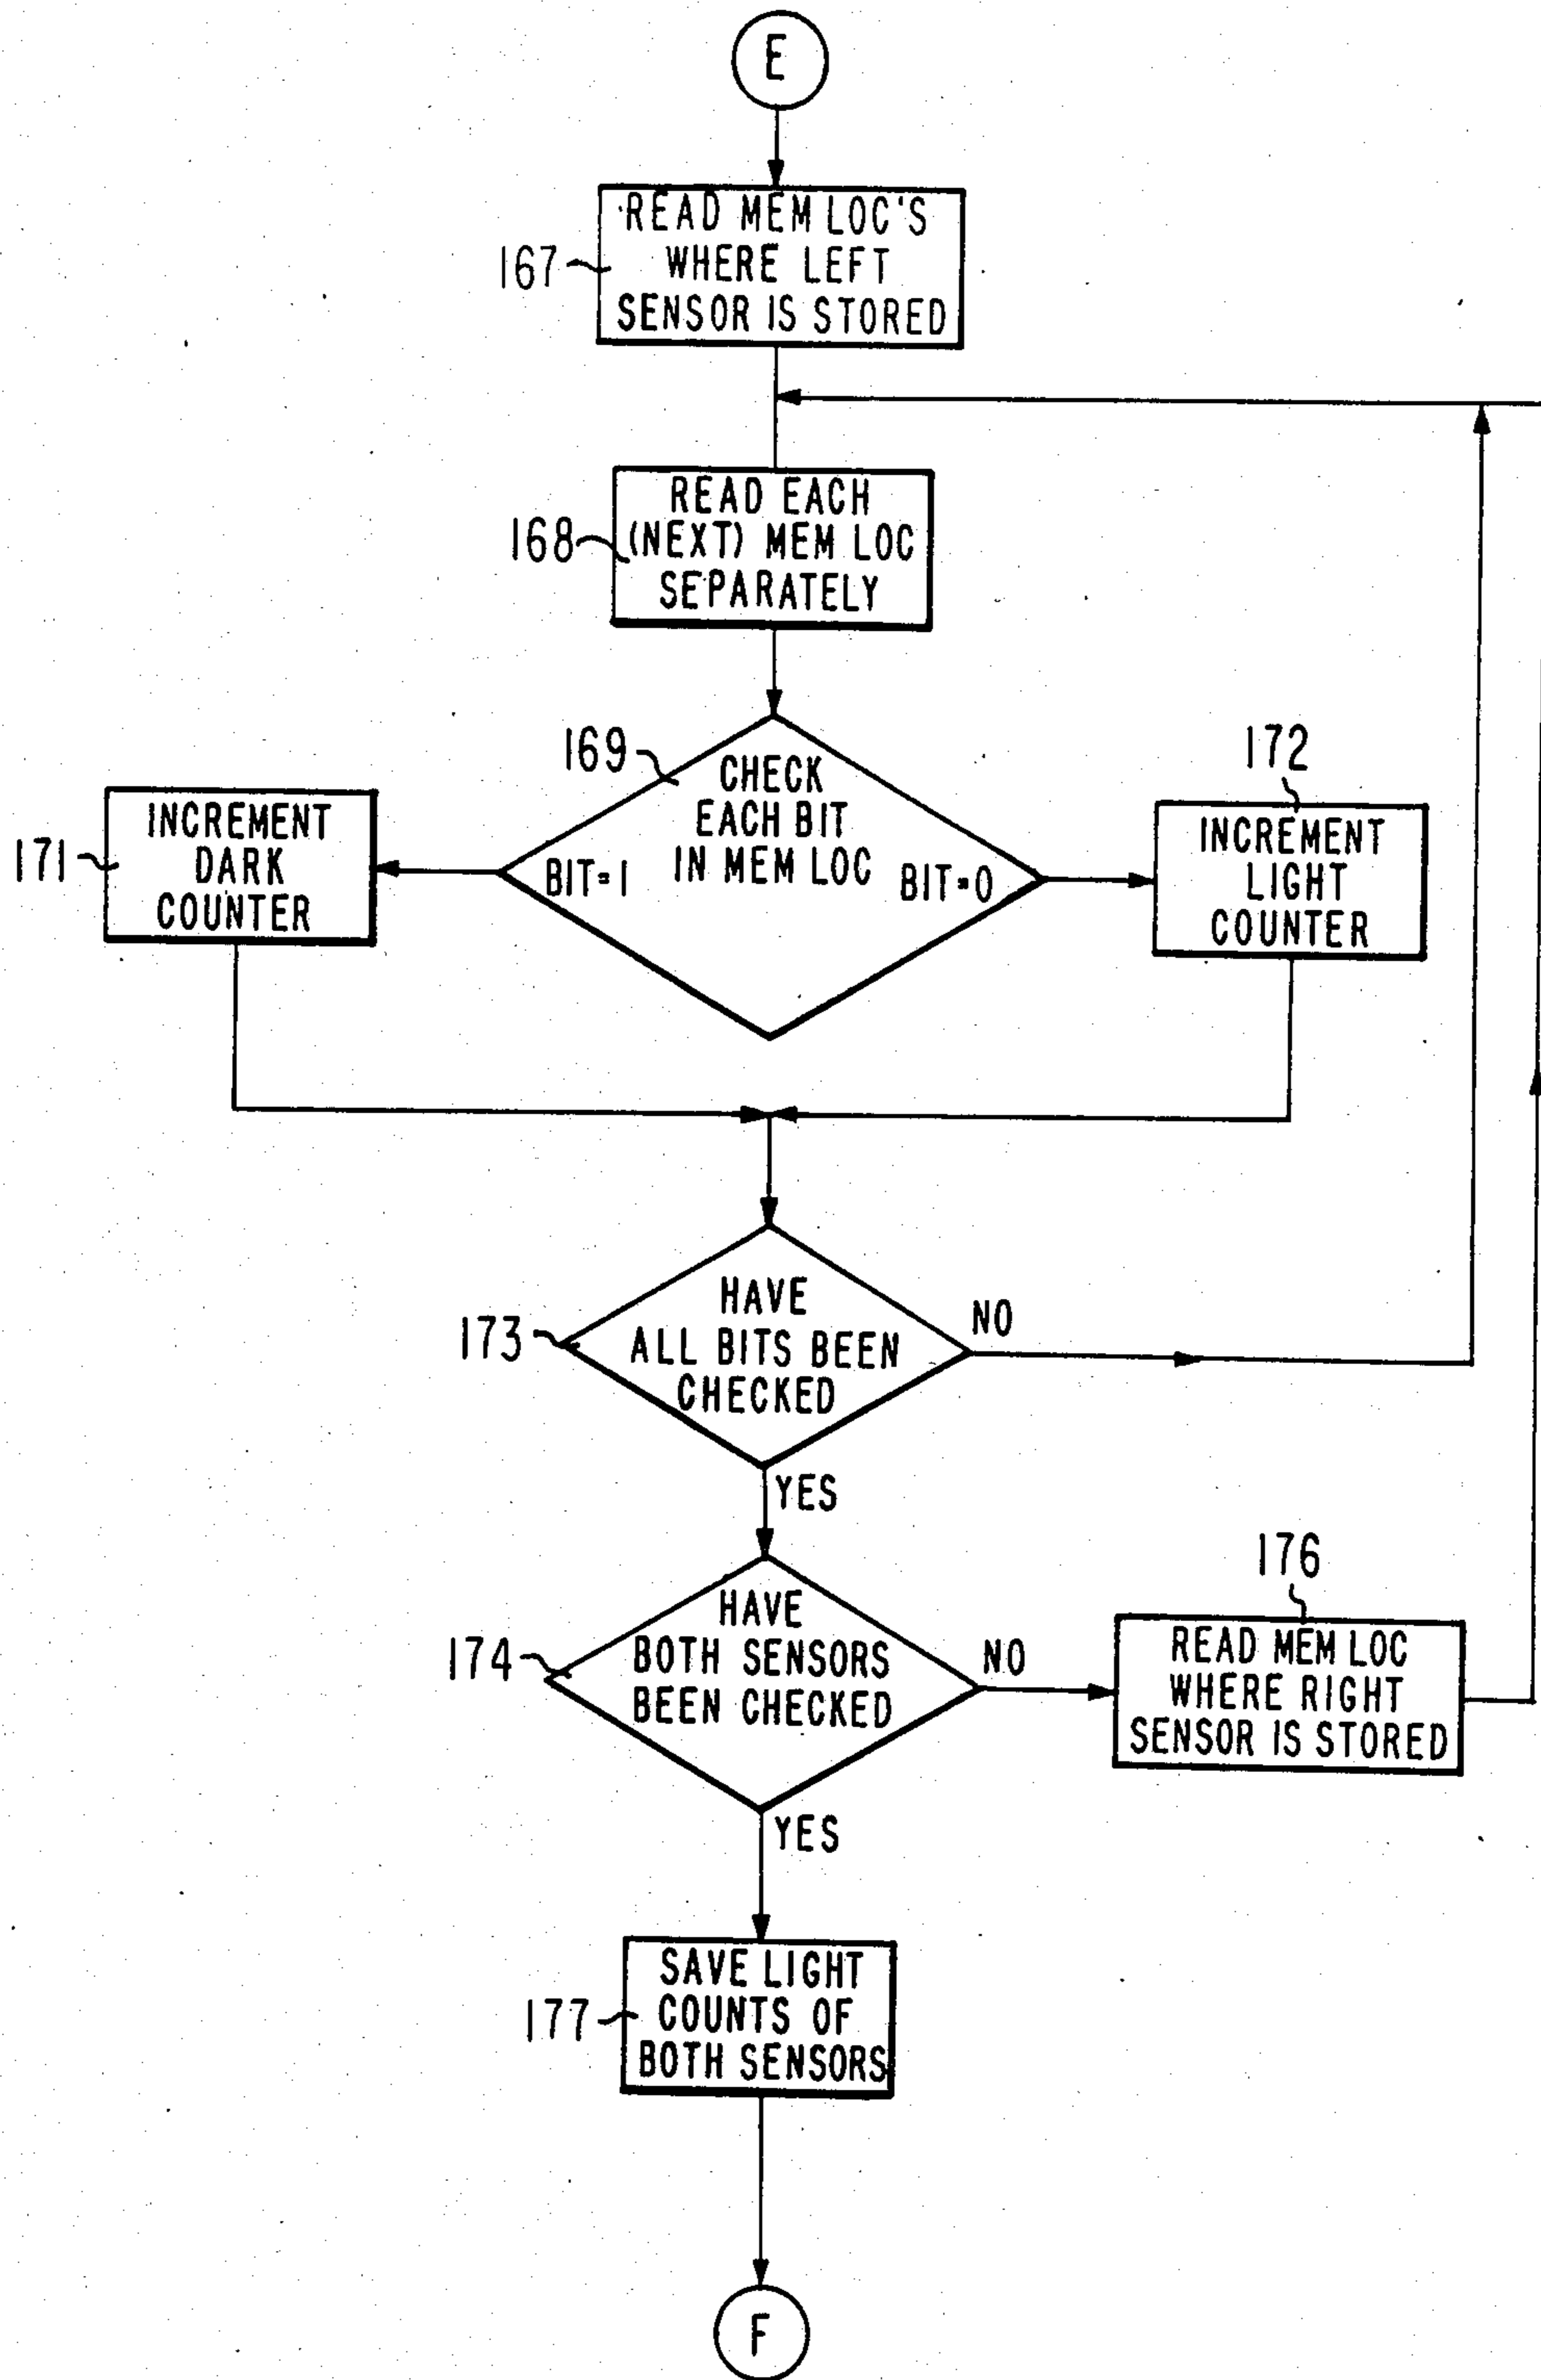 E
READ MEM LOC'S
WHERE LEFT
SENSOR IS STORED
167
READ EACH
(NEXT) MEM LOC
SEPARATELY
168
169
CHECK
EACH BIT
IN MEM LOC
BIT=1
BIT=0
171
INCREMENT
DARK
COUNTER
172
INCREMENT
LIGHT
COUNTER
173
HAVE
ALL BITS BEEN
CHECKED
NO
YES
174
HAVE
BOTH SENSORS
BEEN CHECKED
NO
176
READ MEM LOC
WHERE RIGHT
SENSOR IS STORED
YES
177
SAVE LIGHT
COUNTS OF
BOTH SENSORS
F